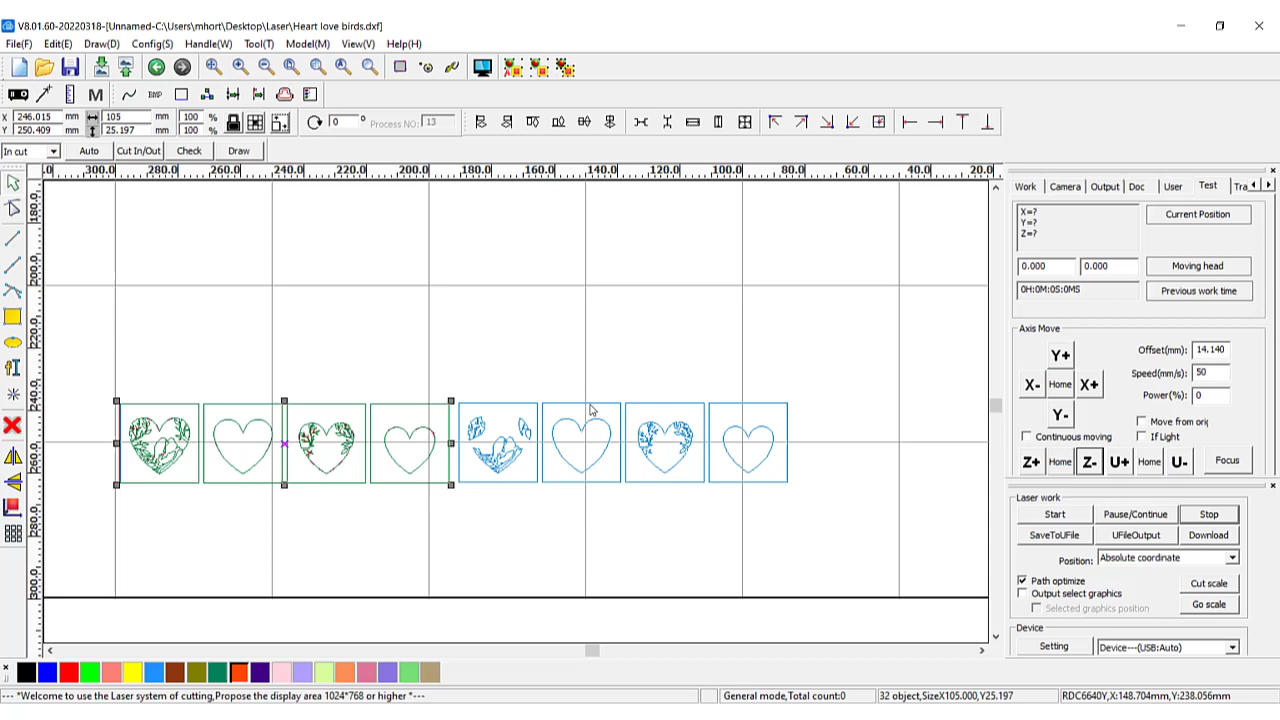 V8.01.60-20220318-[Unnamed-C:\Users\mhort\Desktop\Laser\Heart love birds.dxf]
File(F) Edit(E) Draw(D) Config(S) Handle(W) Tool(T) Model(M) View(V) Help(H)
BMP
M
X 246.015 mm 105 mm 100 %
Y 250.409 mm 25.197 mm 100 %
0 ° Process NO: 13
In cut Auto Cut In/Out Check Draw
.0 300.0 280.0 260.0 240.0 220.0 200.0 180.0 160.0 140.0 120.0 100.0 80.0 60.0 40.0 20.0
180.0
200.0
220.0
240.0
260.0
280.0
300.0
Work Camera Output Doc User Test Tra
X=?
Y=?
Z=?
Current Position
0.000 0.000 Moving head
0H:0M:0S:0MS Previous work time
Axis Move
Y+ Offset(mm): 14.140
X- Home X+ Speed(mm/s): 50
Y- Power(%): 0
Move from orig
Continuous moving If Light
Z+ Home Z- U+ Home U- Focus
Laser work
Start Pause/Continue Stop
SaveToUFile UFileOutput Download
Position: Absolute coordinate
Path optimize Cut scale
Output select graphics
Selected graphics position Go scale
Device
Setting Device---(USB:Auto)
--- *Welcome to use the Laser system of cutting,Propose the display area 1024*768 or higher *--- General mode,Total count:0 32 object,SizeX105.000,Y25.197 RDC6640Y,X:148.704mm,Y:238.056mm